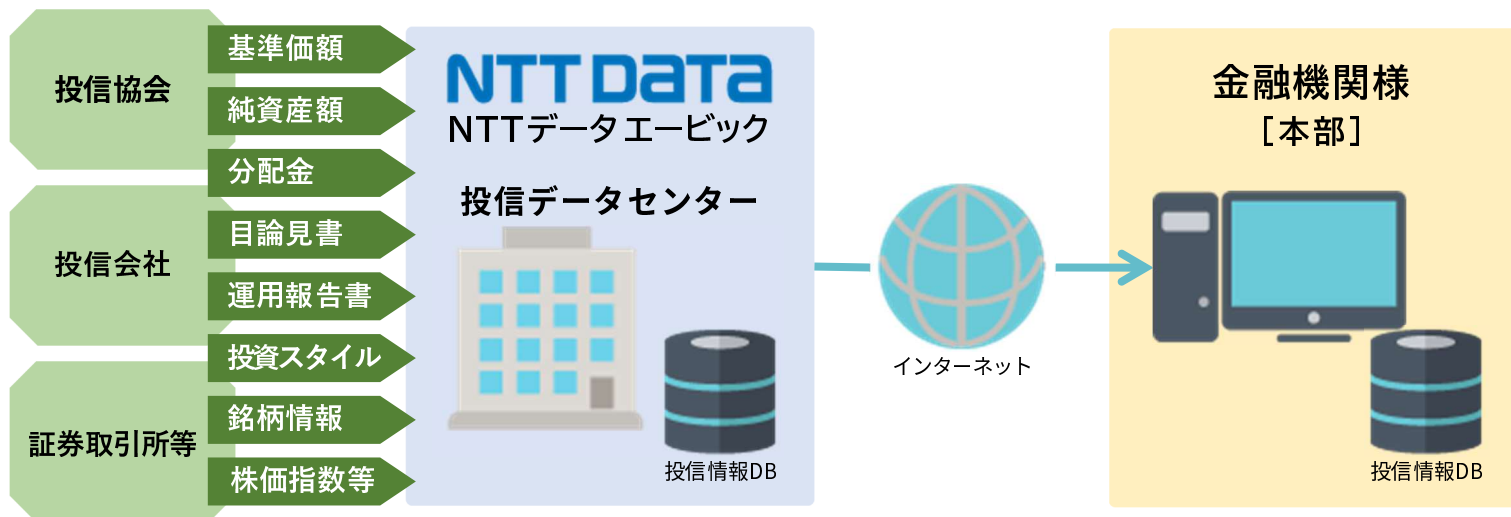 投信協会
投信会社
証券取引所等
基準価額
純資産額
分配金
目論見書
運用報告書
投資スタイル
銘柄情報
株価指数等
NTT DATA
NTTデータ エービック
投信データセンター
投信情報DB
インターネット
金融機関様
［本部］
投信情報DB